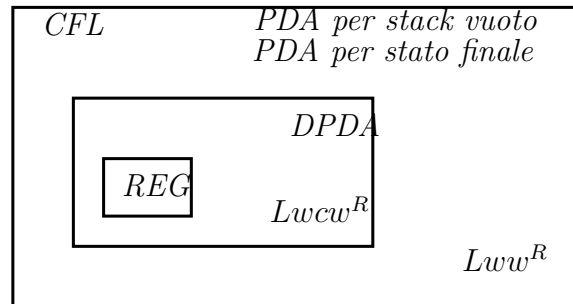 CFL PDA per stack vuoto
PDA per stato finale
DPDA
REG
Lwcw^R
Lww^R